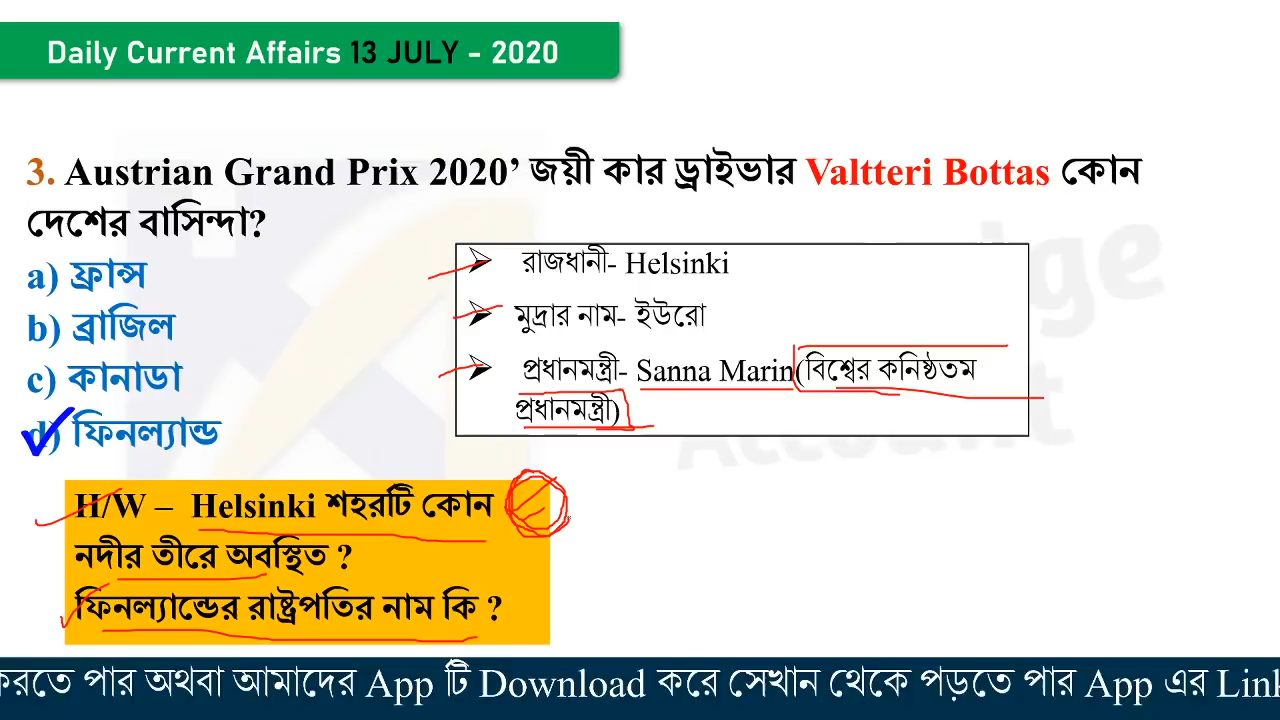 Daily Current Affairs 13 JULY - 2020
3. Austrian Grand Prix 2020’ জয়ী কার ড্রাইভার Valtteri Bottas কোন
দেশের বাসিন্দা?
a) ফ্রান্স
b) ব্রাজিল
c) কানাডা
d) ফিনল্যান্ড
রাজধানী- Helsinki
মুদ্রার নাম- ইউরো
প্রধানমন্ত্রী- Sanna Marin(বিশ্বের কনিষ্ঠতম
প্রধানমন্ত্রী)
H/W – Helsinki শহরটি কোন
নদীর তীরে অবস্থিত ?
ফিনল্যান্ডের রাষ্ট্রপতির নাম কি ?
করতে পার অথবা আমাদের App টি Download করে সেখান থেকে পড়তে পার App এর Link